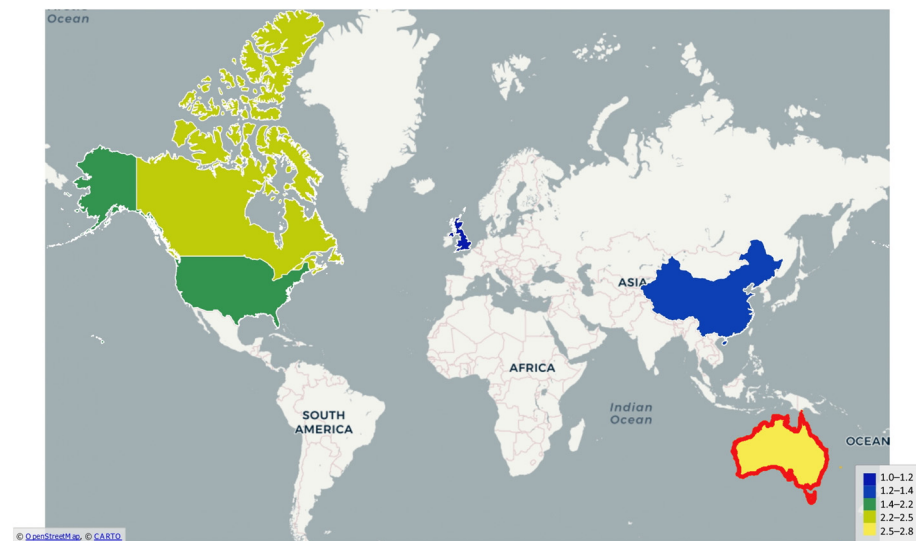 Ocean
ASIA
AFRICA
SOUTH
AMERICA
Indian
Ocean
OCEAN
1.0–1.2
1.2–1.4
1.4–2.2
2.2–2.5
2.5–2.8
© OpenStreetMap, © CARTO